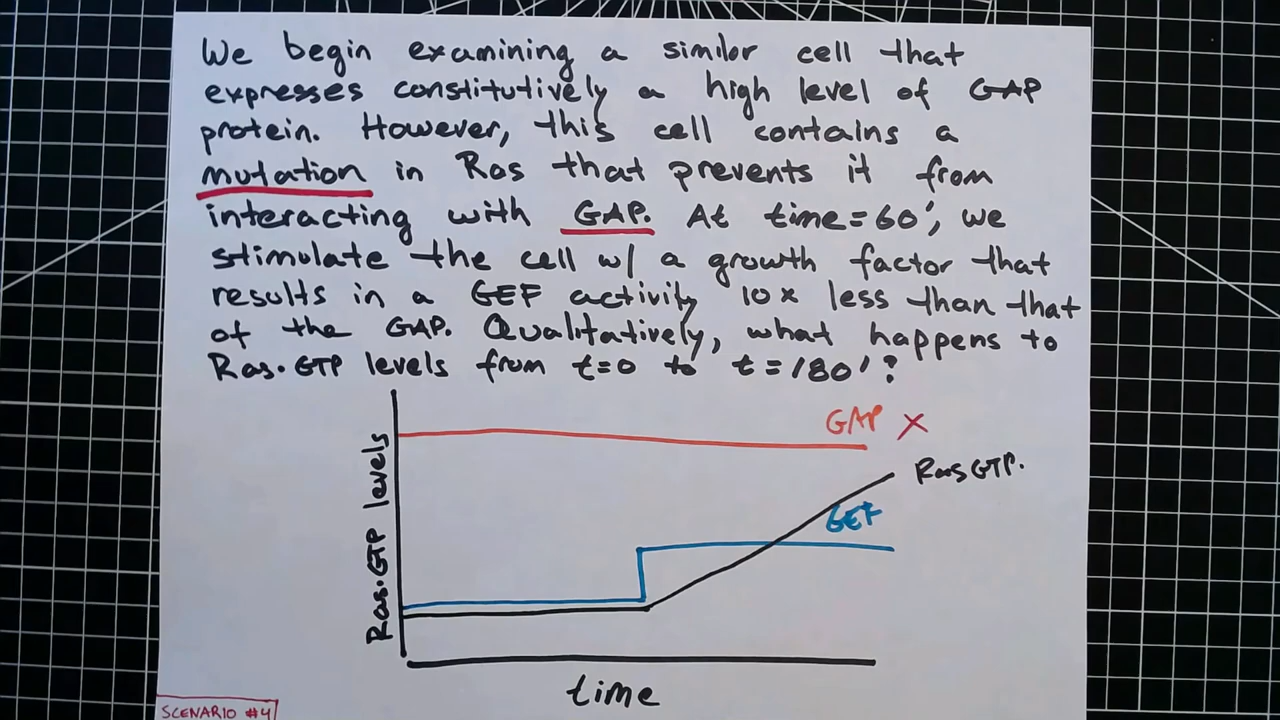 We begin examining a similar cell that
expresses constitutively a high level of GAP
protein. However, this cell contains a
mutation in Ras that prevents it from
interacting with GAP. At time=60', we
stimulate the cell w/ a growth factor that
results in a GEF activity 10x less than that
of the GAP. Qualitatively, what happens to
Ras·GTP levels from t=0 to t=180'?
GAP X
Ras GTP.
GEF
Ras·GTP levels
time
SCENARIO #4